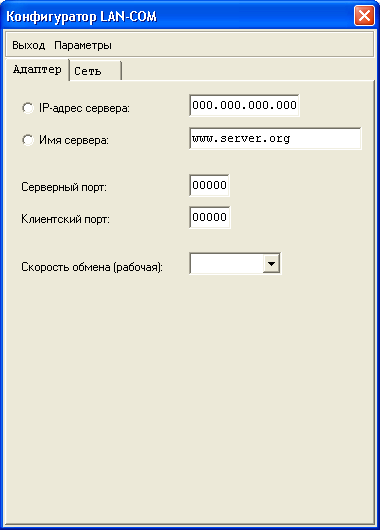 Конфигуратор LAN-COM
Выход Параметры
Адаптер Сеть
IP-адрес сервера: 000.000.000.000
Имя сервера: www.server.org
Серверный порт: 00000
Клиентский порт: 00000
Скорость обмена (рабочая):